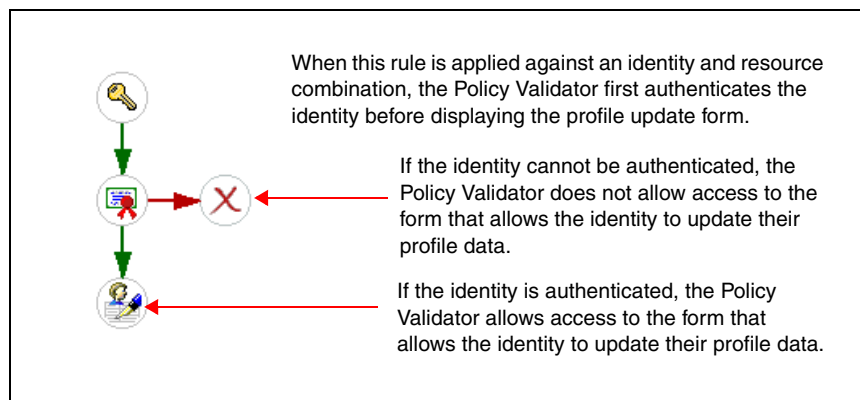 When this rule is applied against an identity and resource
combination, the Policy Validator first authenticates the
identity before displaying the profile update form.
If the identity cannot be authenticated, the
Policy Validator does not allow access to the
form that allows the identity to update their
profile data.
If the identity is authenticated, the Policy
Validator allows access to the form that
allows the identity to update their profile data.